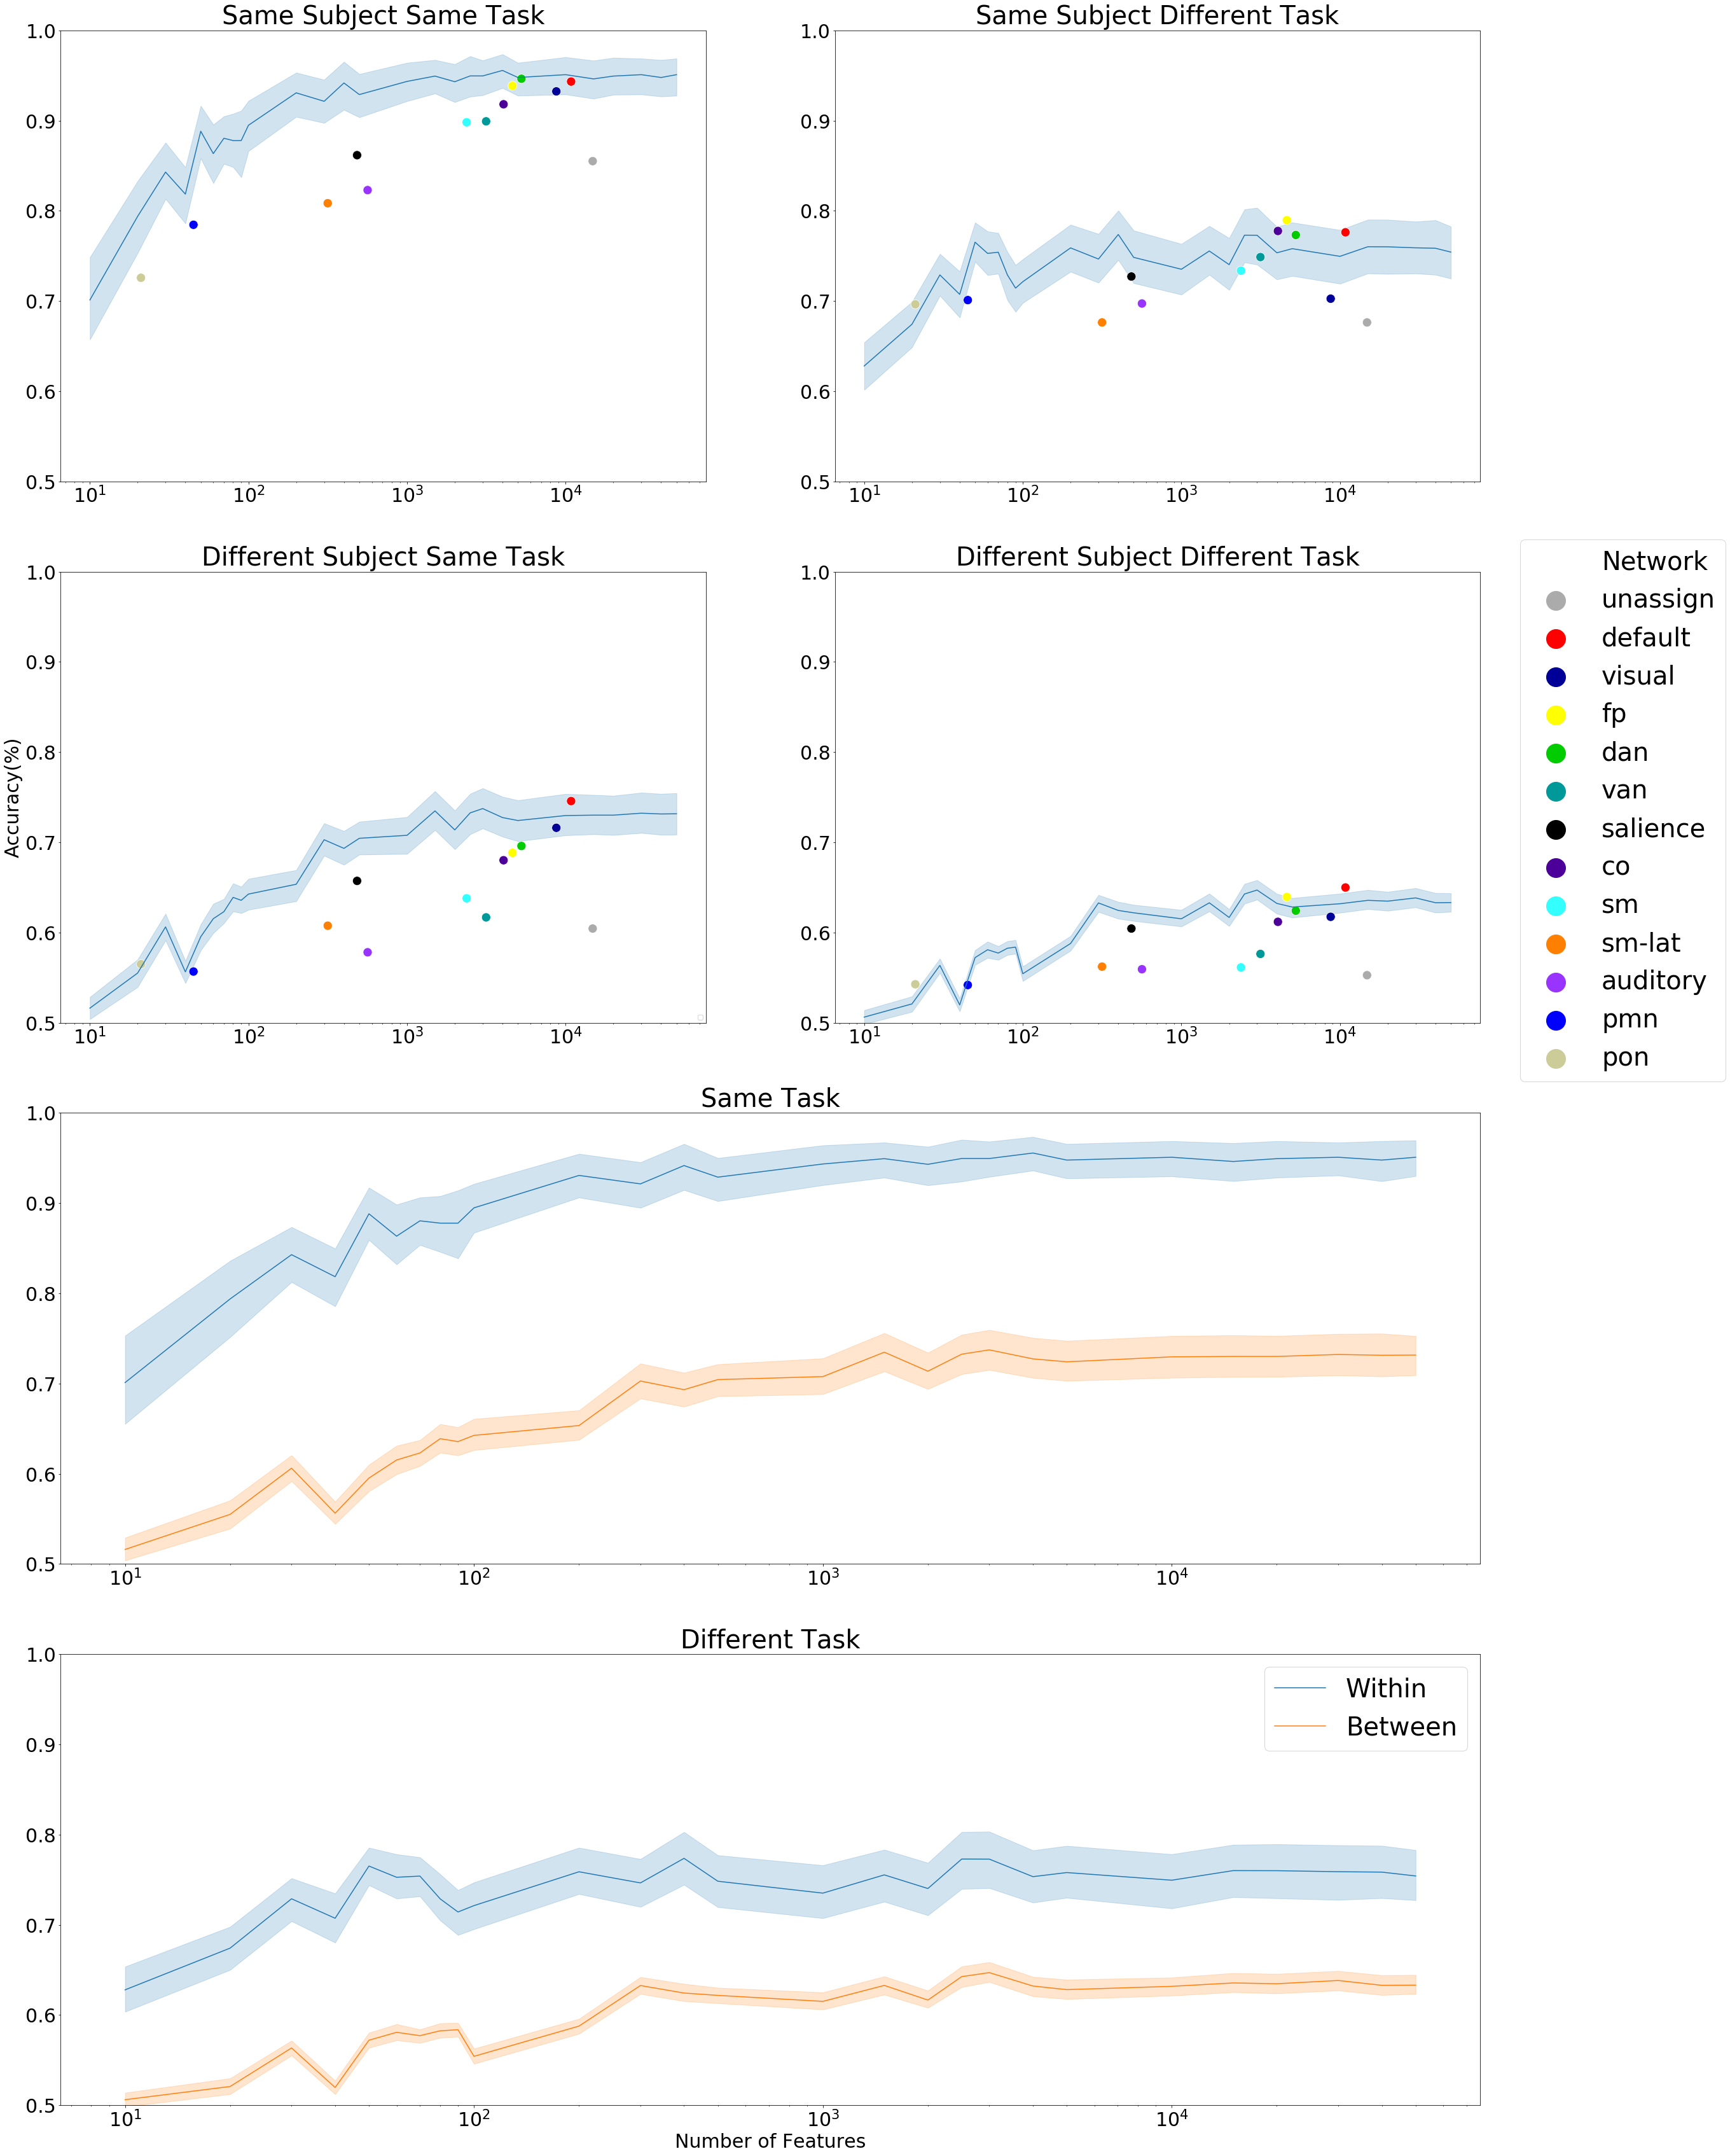 Same Subject Same Task
1.0
0.9
0.8
0.7
0.6
0.5
10¹ 10² 10³ 10⁴
Same Subject Different Task
1.0
0.9
0.8
0.7
0.6
0.5
10¹ 10² 10³ 10⁴
Different Subject Same Task
Accuracy(%)
1.0
0.9
0.8
0.7
0.6
0.5
10¹ 10² 10³ 10⁴
Different Subject Different Task
1.0
0.9
0.8
0.7
0.6
0.5
10¹ 10² 10³ 10⁴
Network
unassign
default
visual
fp
dan
van
salience
co
sm
sm-lat
auditory
pmn
pon
Same Task
1.0
0.9
0.8
0.7
0.6
0.5
10¹ 10² 10³ 10⁴
Different Task
1.0
0.9
0.8
0.7
0.6
0.5
Within
Between
10¹ 10² 10³ 10⁴
Number of Features